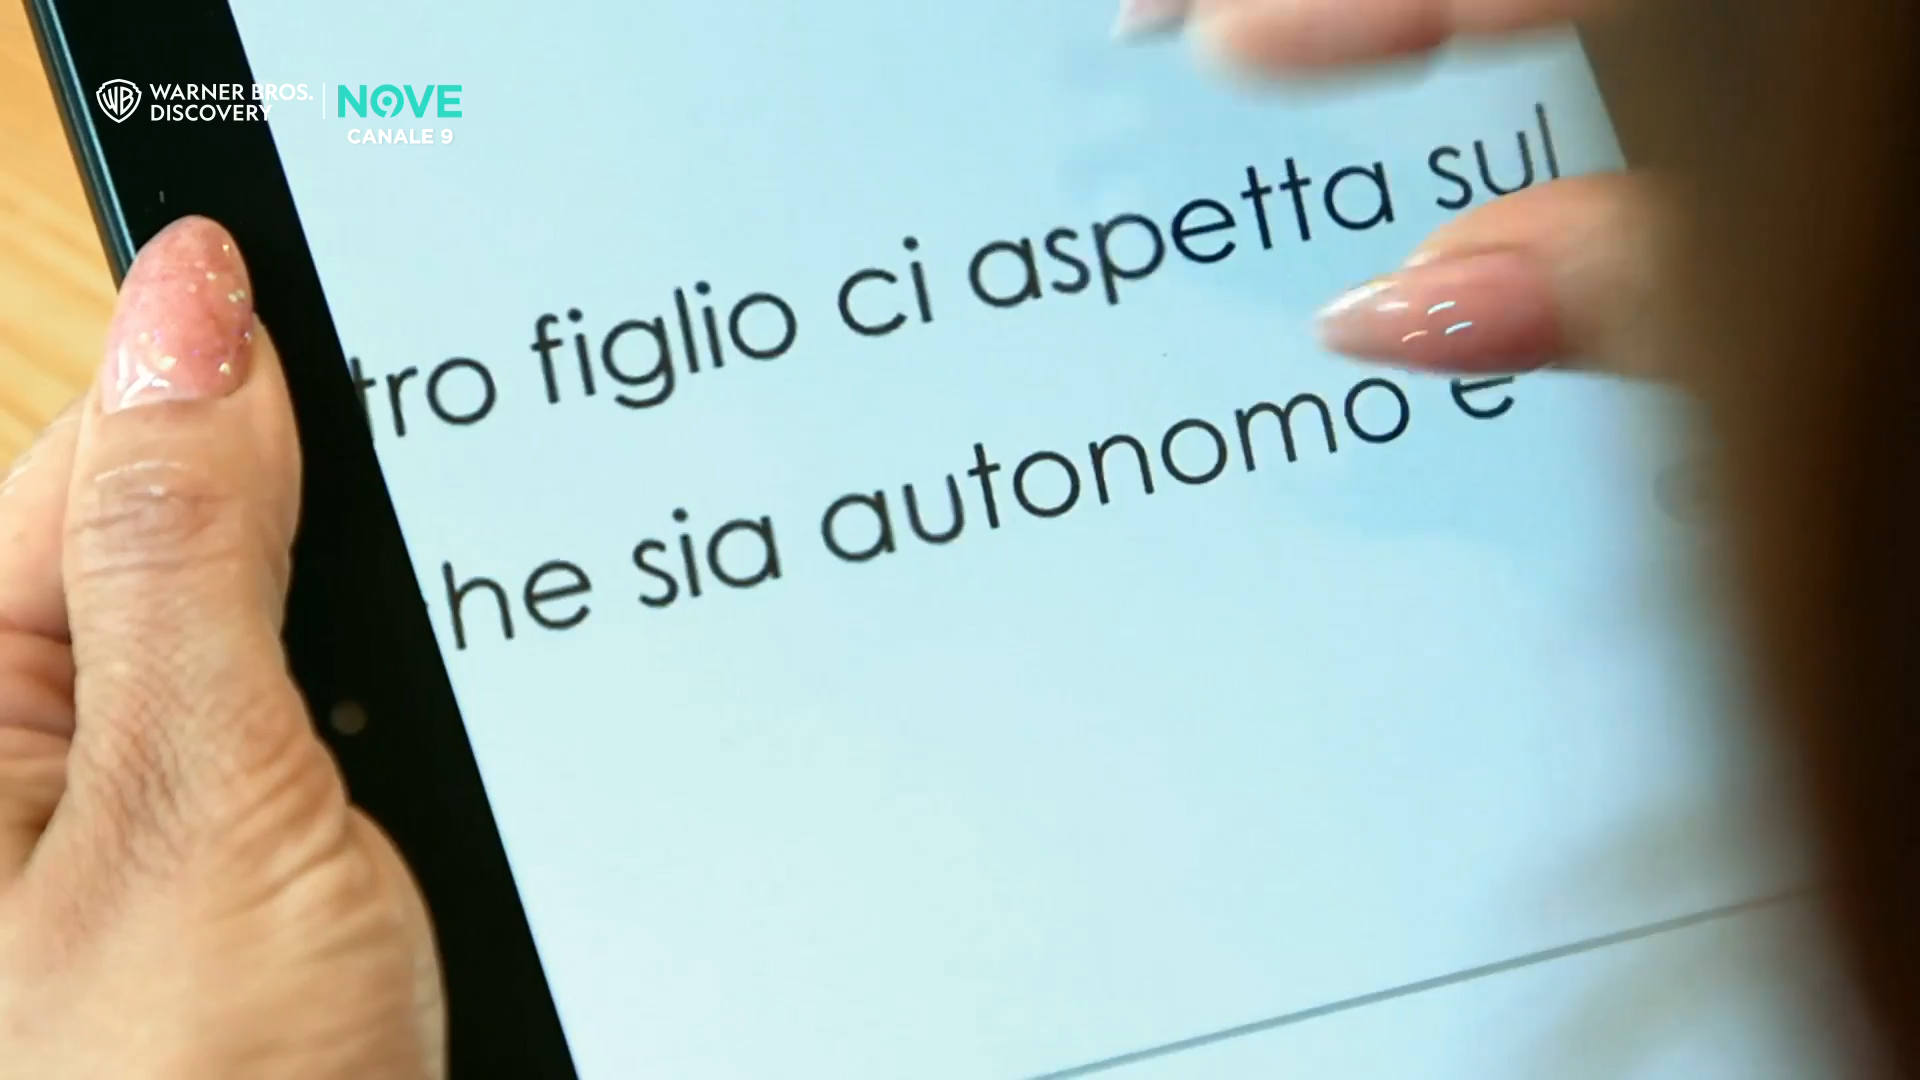 WARNER BROS.
DISCOVERY
NOVE
CANALE 9
tro figlio ci aspetta sul
he sia autonomo e